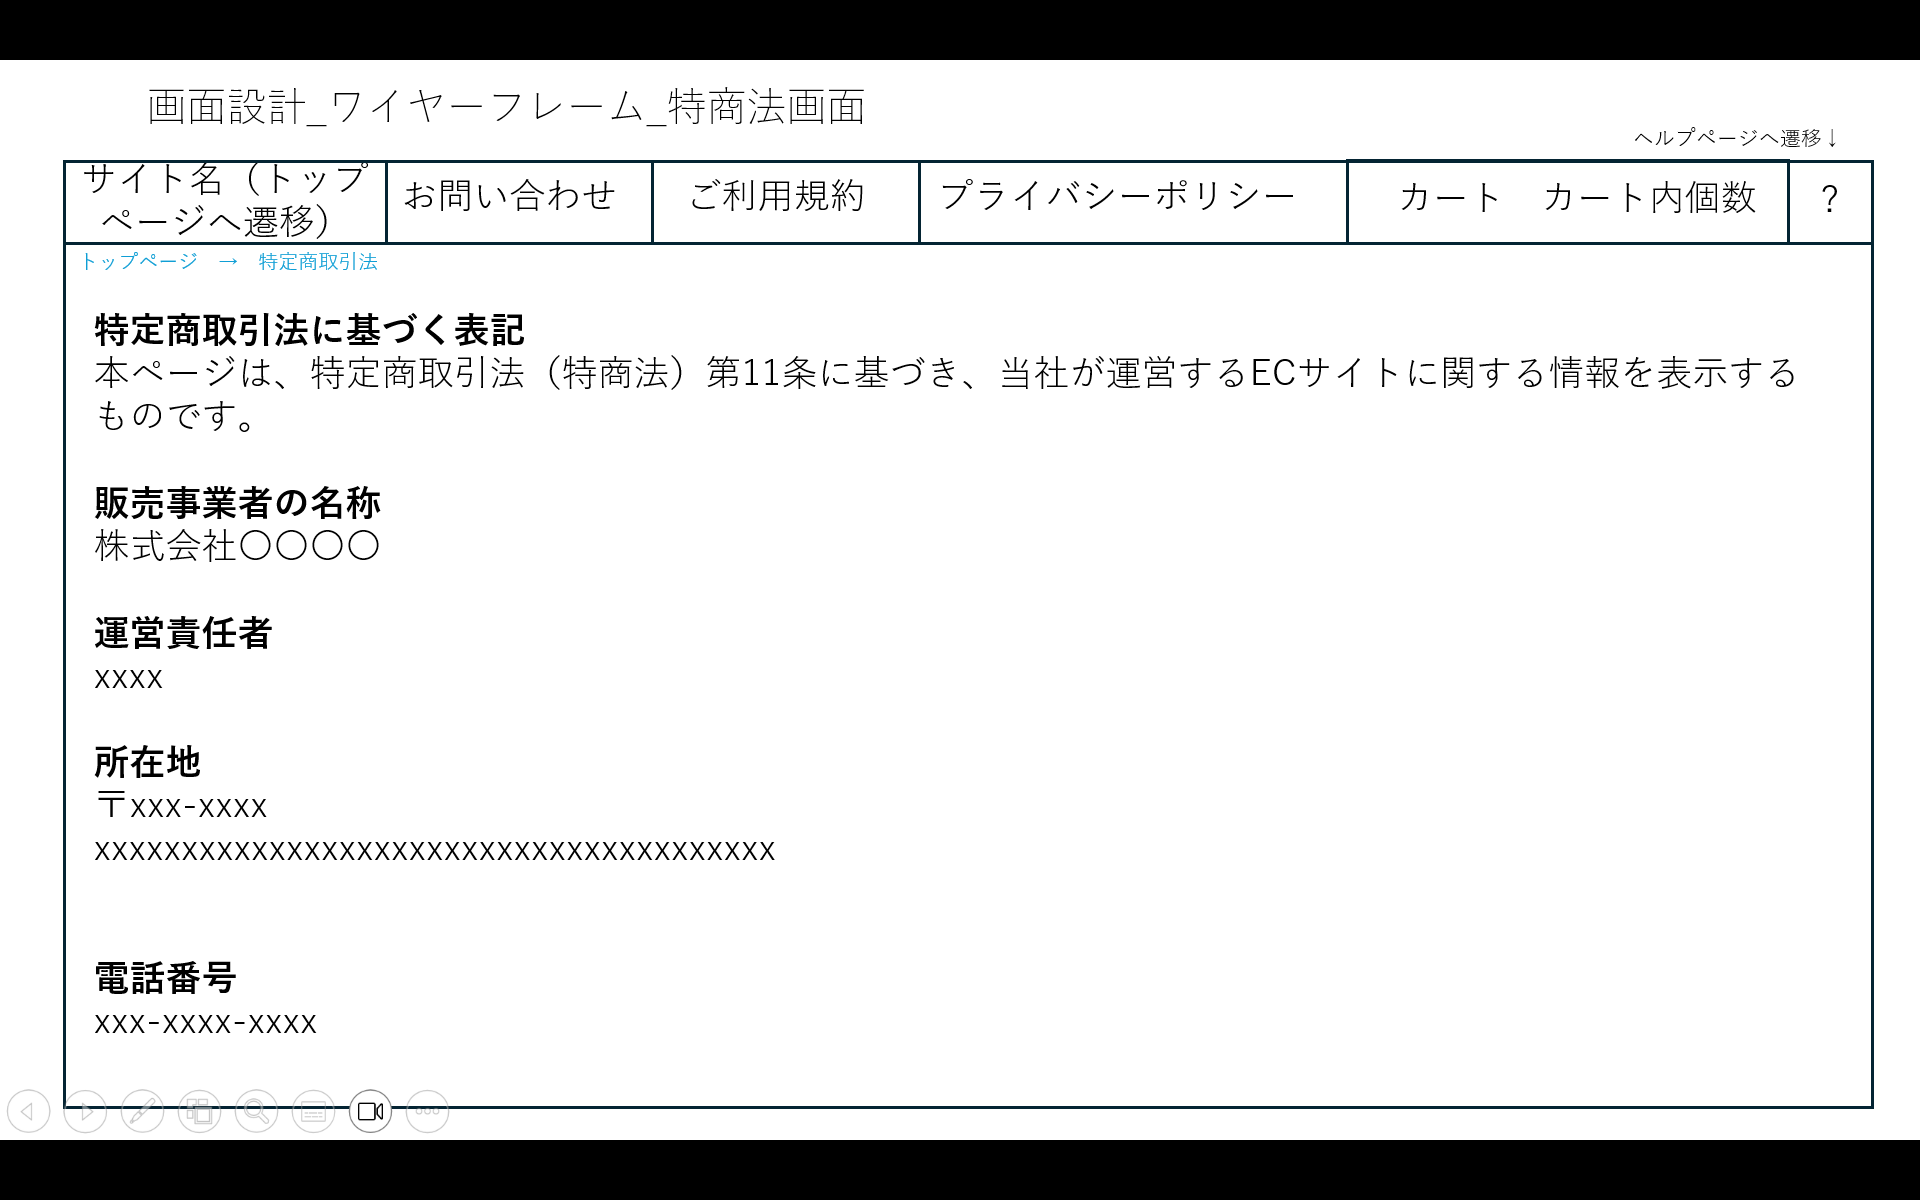 画面設計_ワイヤーフレーム_特商法画面
ヘルプページへ遷移↓
サイト名（トップ
ページへ遷移）
お問い合わせ
ご利用規約
プライバシーポリシー
カート　カート内個数
？
トップページ　→　特定商取引法
特定商取引法に基づく表記
本ページは、特定商取引法（特商法）第11条に基づき、当社が運営するECサイトに関する情報を表示する
ものです。
販売事業者の名称
株式会社〇〇〇〇
運営責任者
xxxx
所在地
〒xxx-xxxx
xxxxxxxxxxxxxxxxxxxxxxxxxxxxxxxxxxxxxxx
電話番号
xxx-xxxx-xxxx